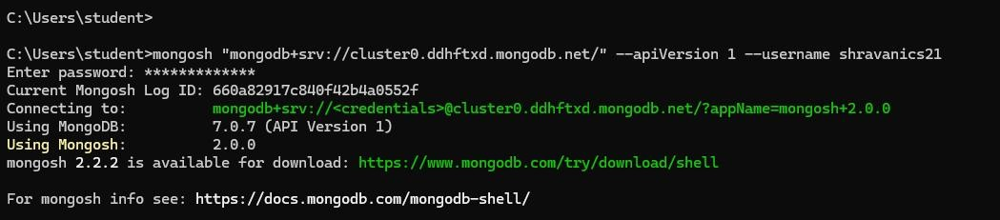 C:\Users\student>
C:\Users\student>mongosh "mongodb+srv://cluster0.ddhftxd.mongodb.net/" --apiVersion 1 --username shravanics21
Enter password: *************
Current Mongosh Log ID: 660a82917c840f42b4a0552f
Connecting to: mongodb+srv://<credentials>@cluster0.ddhftxd.mongodb.net/?appName=mongosh+2.0.0
Using MongoDB: 7.0.7 (API Version 1)
Using Mongosh: 2.0.0
mongosh 2.2.2 is available for download: https://www.mongodb.com/try/download/shell
For mongosh info see: https://docs.mongodb.com/mongodb-shell/